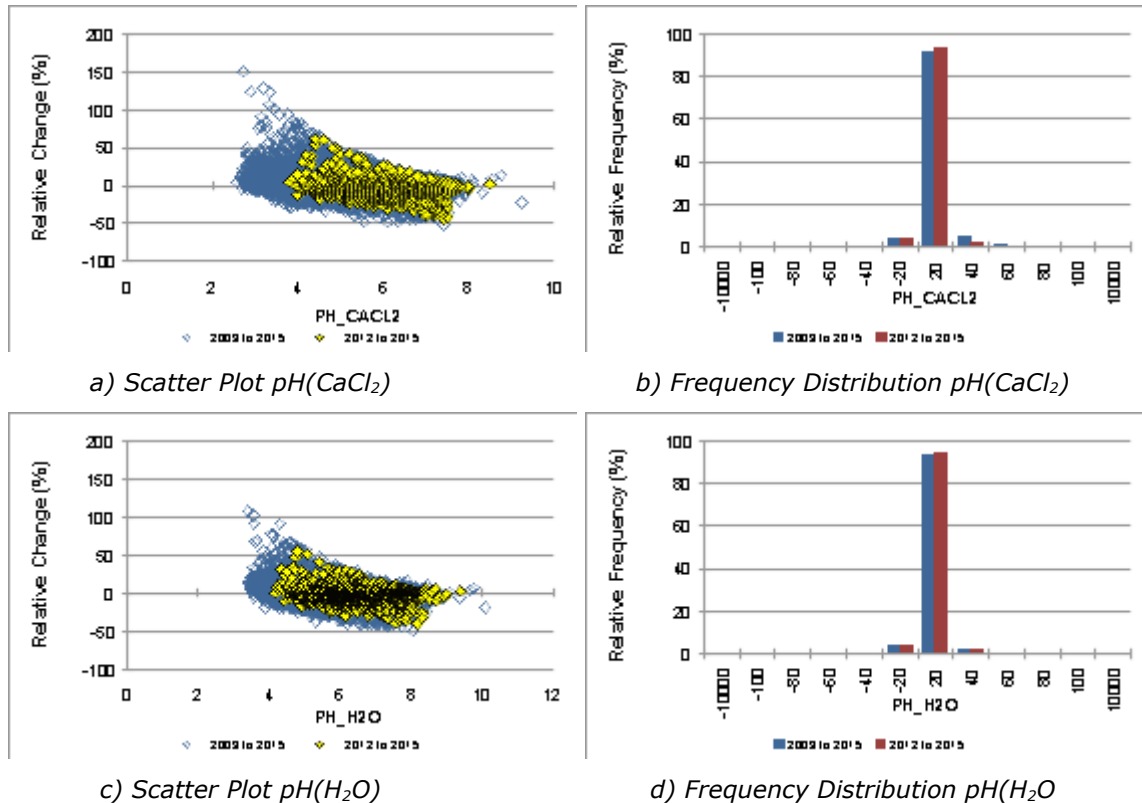 200
150
100
50
0
-50
-100
Relative Change (%)
0 2 4 6 8 10
PH_CACL2
2009 to 2015 2012 to 2015
a) Scatter Plot pH(CaCl₂)
100
80
60
40
20
0
Relative Frequency (%)
-10000 -100 -80 -60 -40 -20 20 40 60 80 100 10000
PH_CACL2
2009 to 2015 2012 to 2015
b) Frequency Distribution pH(CaCl₂)
200
150
100
50
0
-50
-100
Relative Change (%)
0 2 4 6 8 10 12
PH_H2O
2009 to 2015 2012 to 2015
c) Scatter Plot pH(H₂O)
100
80
60
40
20
0
Relative Frequency (%)
-10000 -100 -80 -60 -40 -20 20 40 60 80 100 10000
PH_H2O
2009 to 2015 2012 to 2015
d) Frequency Distribution pH(H₂O